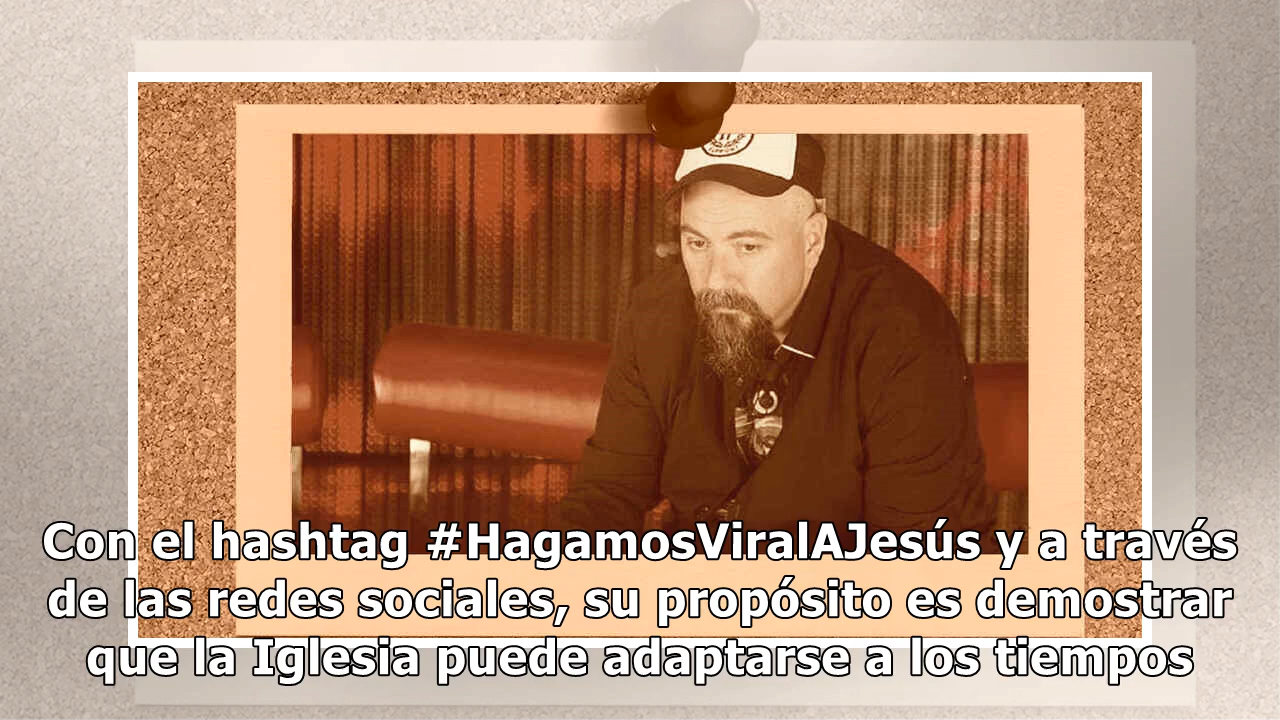 SUPPORT
Con el hashtag #HagamosViralAJesús y a través
de las redes sociales, su propósito es demostrar
que la Iglesia puede adaptarse a los tiempos